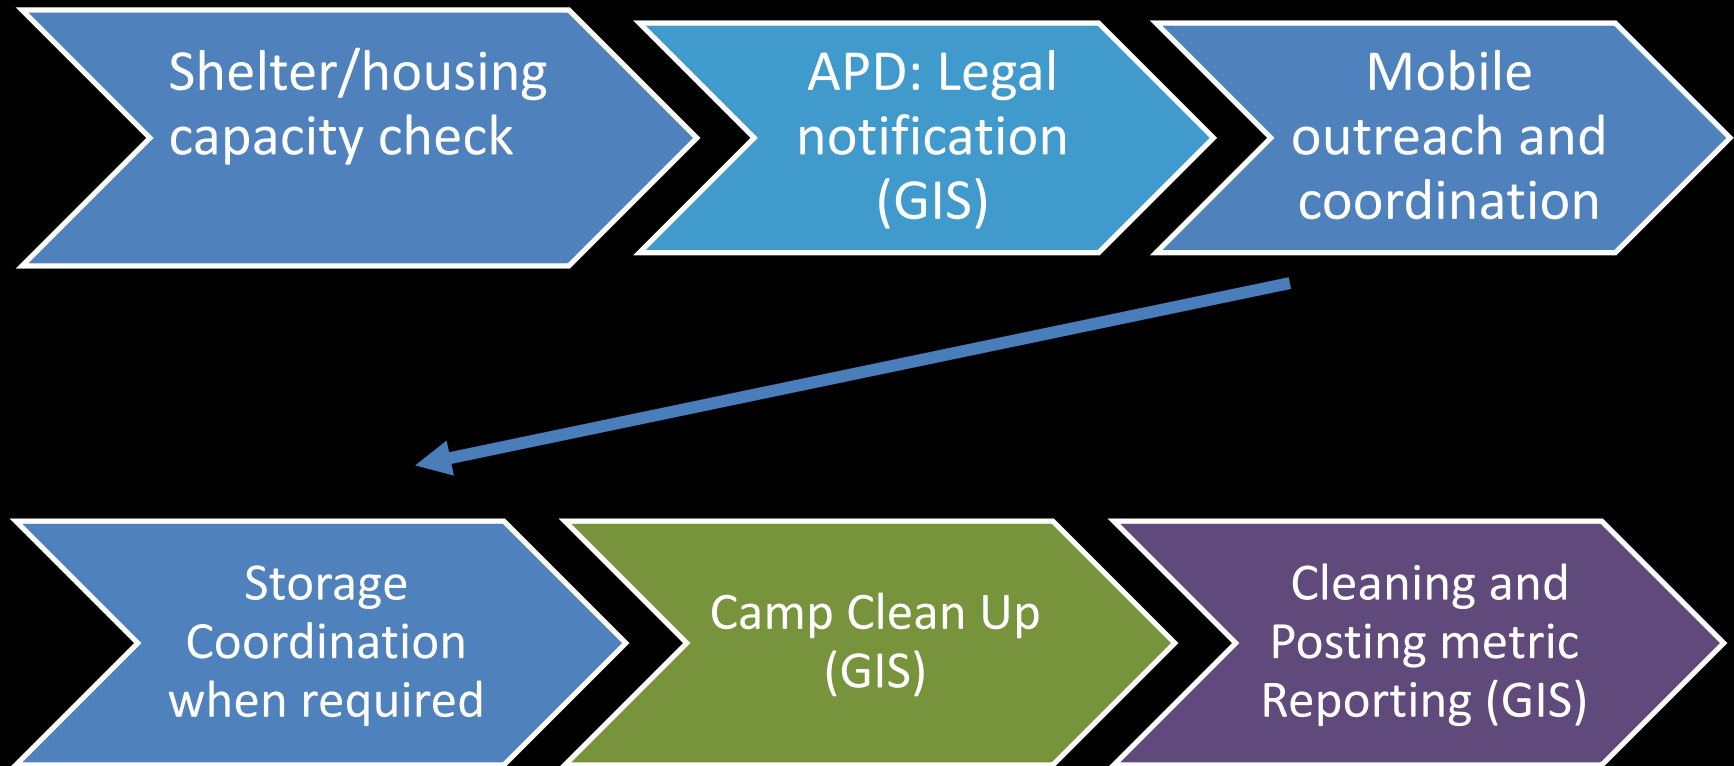 Shelter/housing
capacity check
APD: Legal
notification
(GIS)
Mobile
outreach and
coordination
Storage
Coordination
when required
Camp Clean Up
(GIS)
Cleaning and
Posting metric
Reporting (GIS)